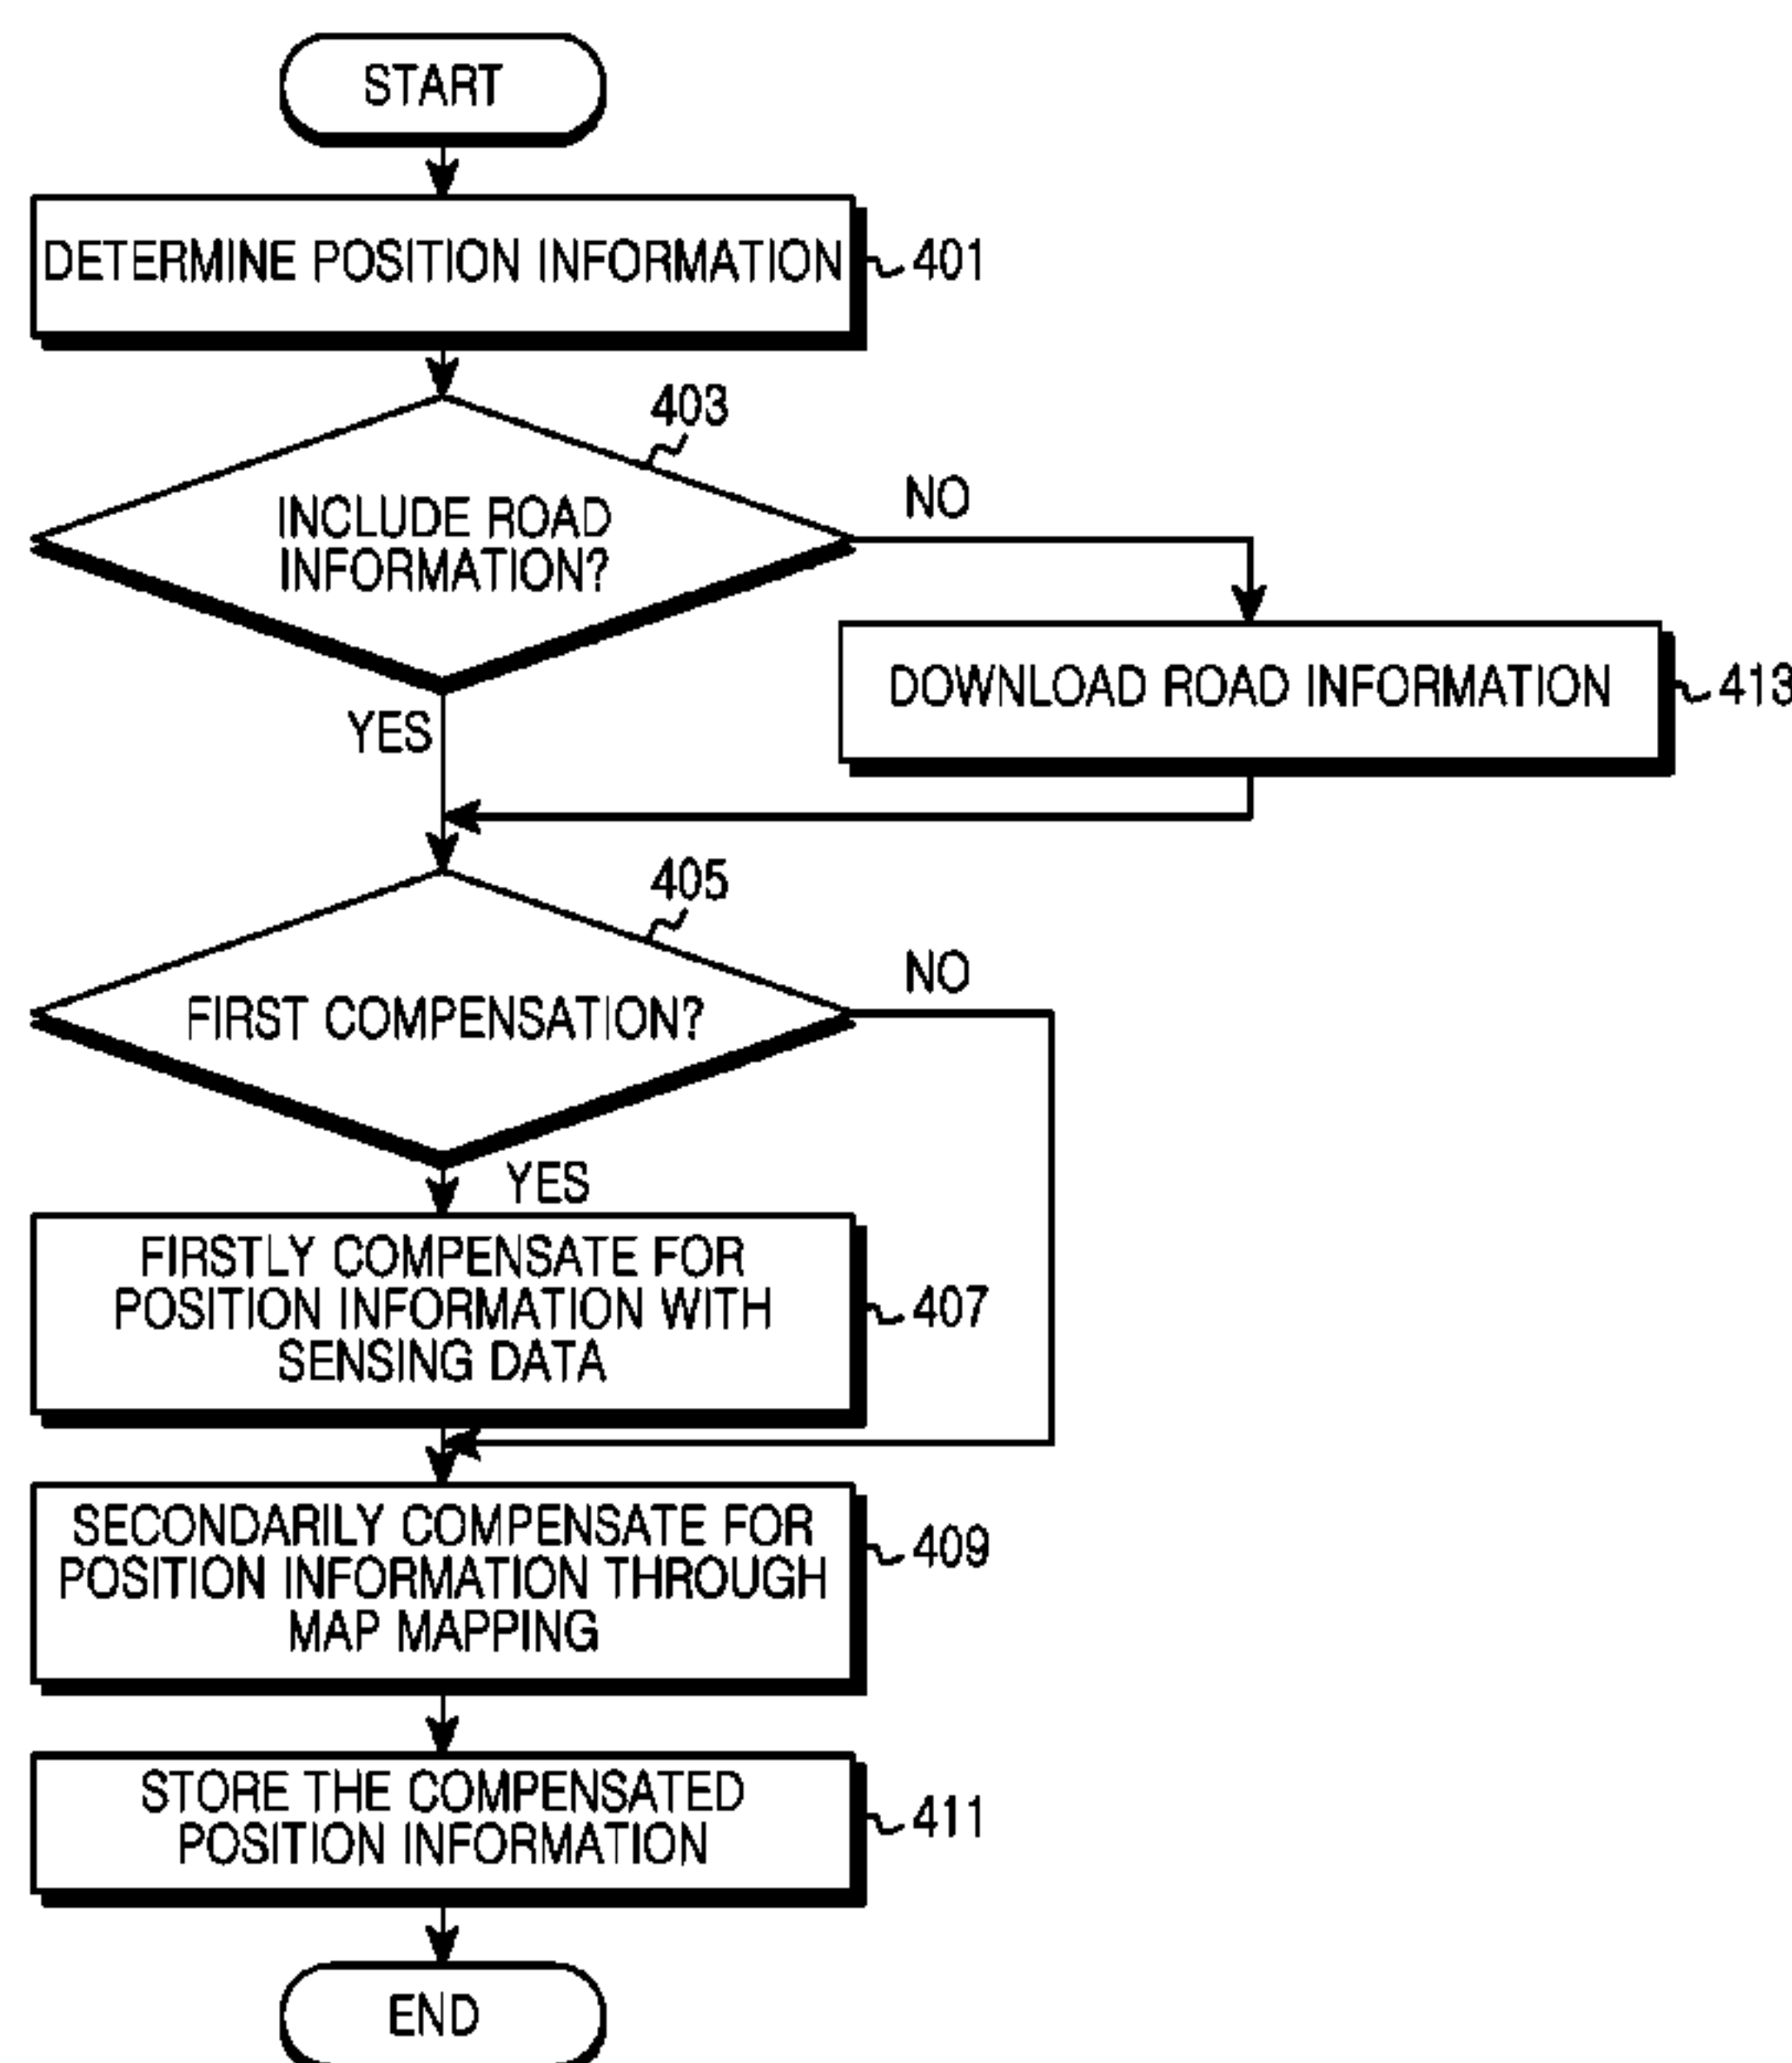 START
DETERMINE POSITION INFORMATION
401
403
INCLUDE ROAD
INFORMATION?
NO
YES
DOWNLOAD ROAD INFORMATION
413
405
FIRST COMPENSATION?
NO
YES
FIRSTLY COMPENSATE FOR
POSITION INFORMATION WITH
SENSING DATA
407
SECONDARILY COMPENSATE FOR
POSITION INFORMATION THROUGH
MAP MAPPING
409
STORE THE COMPENSATED
POSITION INFORMATION
411
END